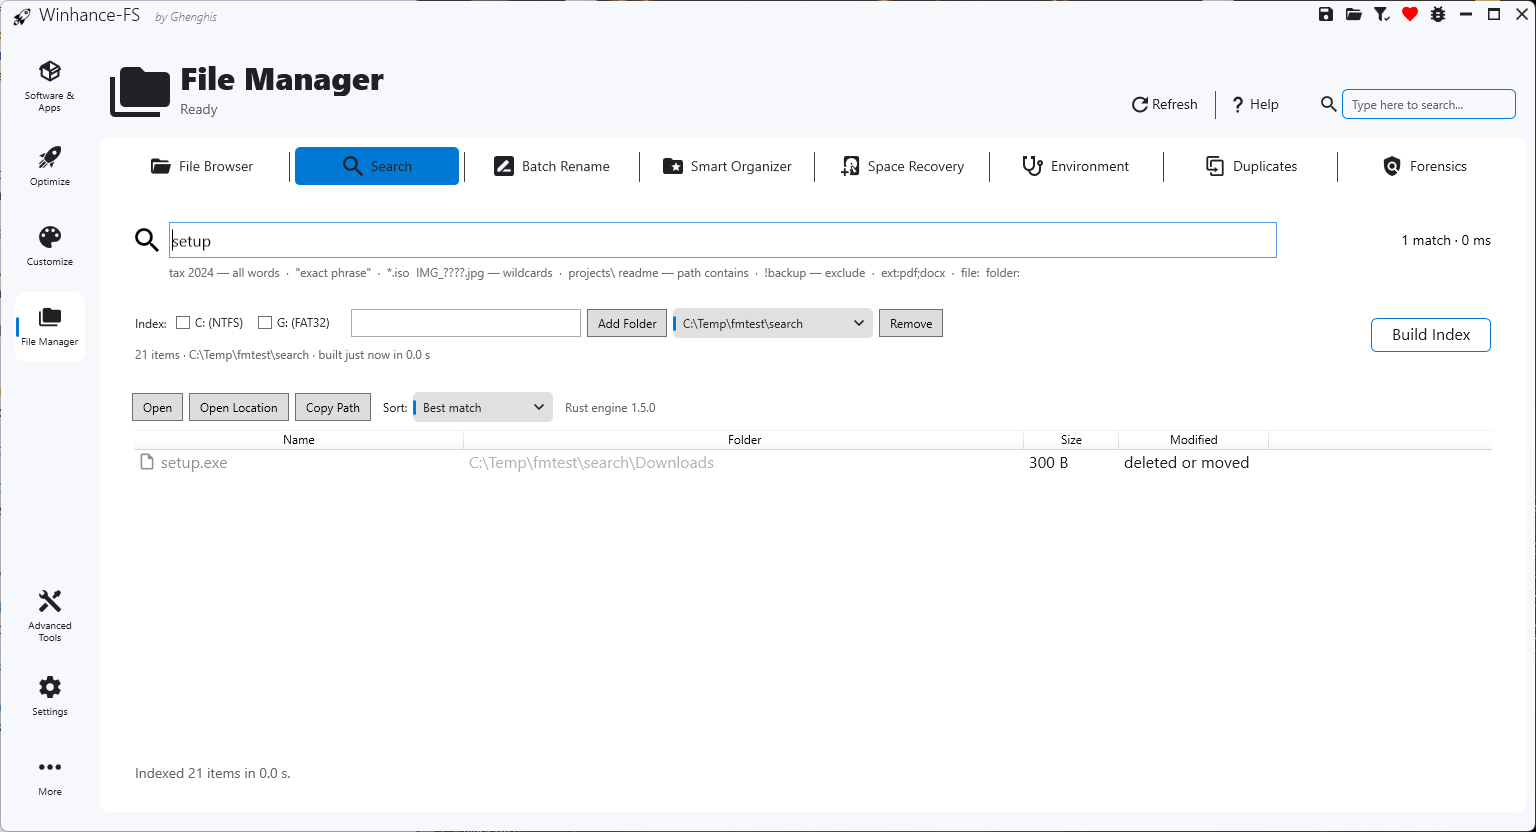 Winhance-FS by Ghenghis
File Manager
Ready
Refresh
Help
Type here to search...
Software & Apps
Optimize
Customize
File Manager
Advanced Tools
Settings
More
File Browser
Search
Batch Rename
Smart Organizer
Space Recovery
Environment
Duplicates
Forensics
setup
1 match · 0 ms
tax 2024 — all words · "exact phrase" · *.iso IMG_????.jpg — wildcards · projects\ readme — path contains · !backup — exclude · ext:pdf;docx · file: folder:
Index: C: (NTFS) G: (FAT32) Add Folder C:\Temp\fmtest\search Remove
Build Index
21 items · C:\Temp\fmtest\search · built just now in 0.0 s
Open Open Location Copy Path Sort: Best match Rust engine 1.5.0
Name Folder Size Modified
setup.exe C:\Temp\fmtest\search\Downloads 300 B deleted or moved
Indexed 21 items in 0.0 s.